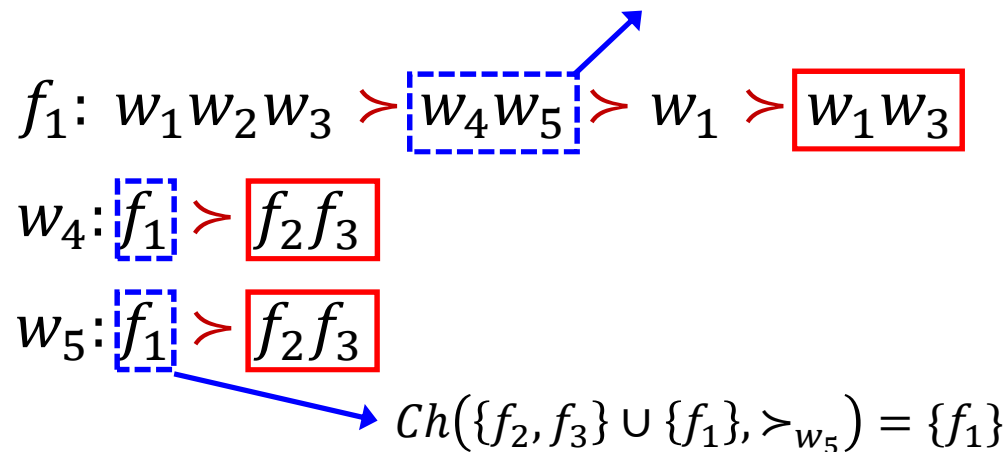 f₁: w₁w₂w₃ ≻ w₄w₅ ≻ w₁ ≻ w₁w₃
w₄: f₁ ≻ f₂f₃
w₅: f₁ ≻ f₂f₃
Ch({f₂, f₃} ∪ {f₁}, ≻_{w₅}) = {f₁}